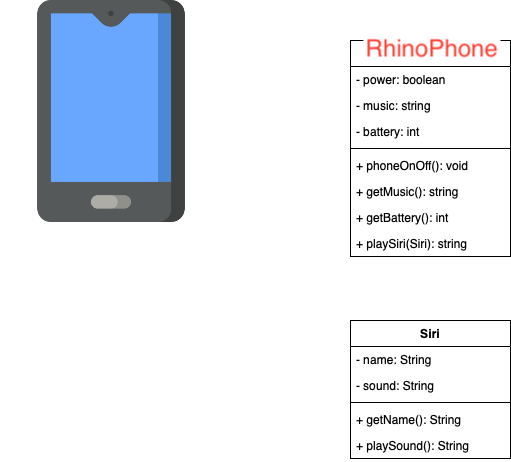 RhinoPhone
- power: boolean
- music: string
- battery: int
+ phoneOnOff(): void
+ getMusic(): string
+ getBattery(): int
+ playSiri(Siri): string
Siri
- name: String
- sound: String
+ getName(): String
+ playSound(): String